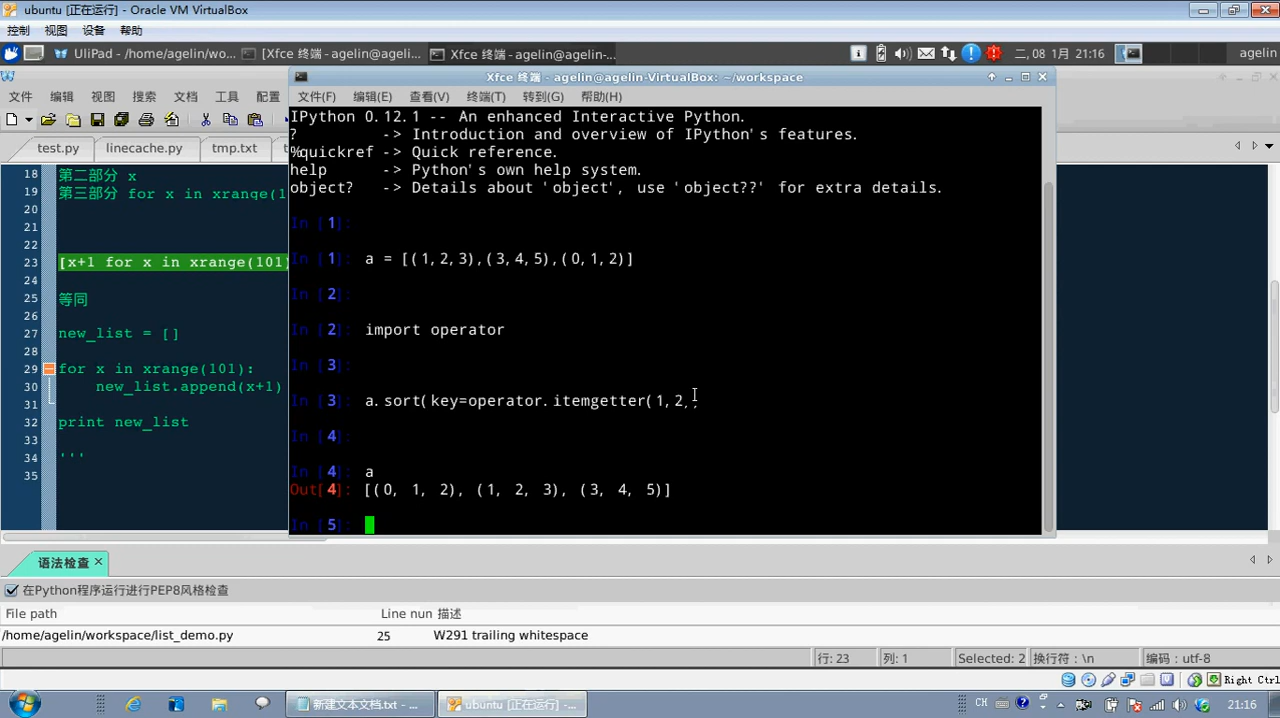 ubuntu [正在运行] - Oracle VM VirtualBox
控制 视图 设备 帮助
UliPad - /home/agelin/wo... [Xfce 终端 - agelin@ageli... Xfce 终端 - agelin@agelin-... 二, 08 1月 21:16 agelin
Xfce 终端 - agelin@agelin-VirtualBox: ~/workspace
文件 编辑 视图 搜索 文档 工具 配置
文件(F) 编辑(E) 查看(V) 终端(T) 转到(G) 帮助(H)
test.py linecache.py tmp.txt
IPython 0.12.1 -- An enhanced Interactive Python.
? -> Introduction and overview of IPython's features.
%quickref -> Quick reference.
help -> Python's own help system.
object? -> Details about 'object', use 'object??' for extra details.
In [1]:
In [1]: a = [(1,2,3),(3,4,5),(0,1,2)]
In [2]:
In [2]: import operator
In [3]:
In [3]: a.sort(key=operator.itemgetter(1,2,
In [4]:
In [4]: a
Out[4]: [(0, 1, 2), (1, 2, 3), (3, 4, 5)]
In [5]:
18 第二部分 x
19 第三部分 for x in xrange(1
20
21
22
23 [x+1 for x in xrange(101)
24
25 等同
26
27 new_list = []
28
29 for x in xrange(101):
30 new_list.append(x+1)
31
32 print new_list
33
34 '''
35
语法检查
在Python程序运行进行PEP8风格检查
File path Line nun 描述
/home/agelin/workspace/list_demo.py 25 W291 trailing whitespace
行: 23 列: 1 Selected: 2 换行符: \n 编码: utf-8
Right Ctrl
新建文本文档.txt - ... ubuntu [正在运行] -... CH 21:16